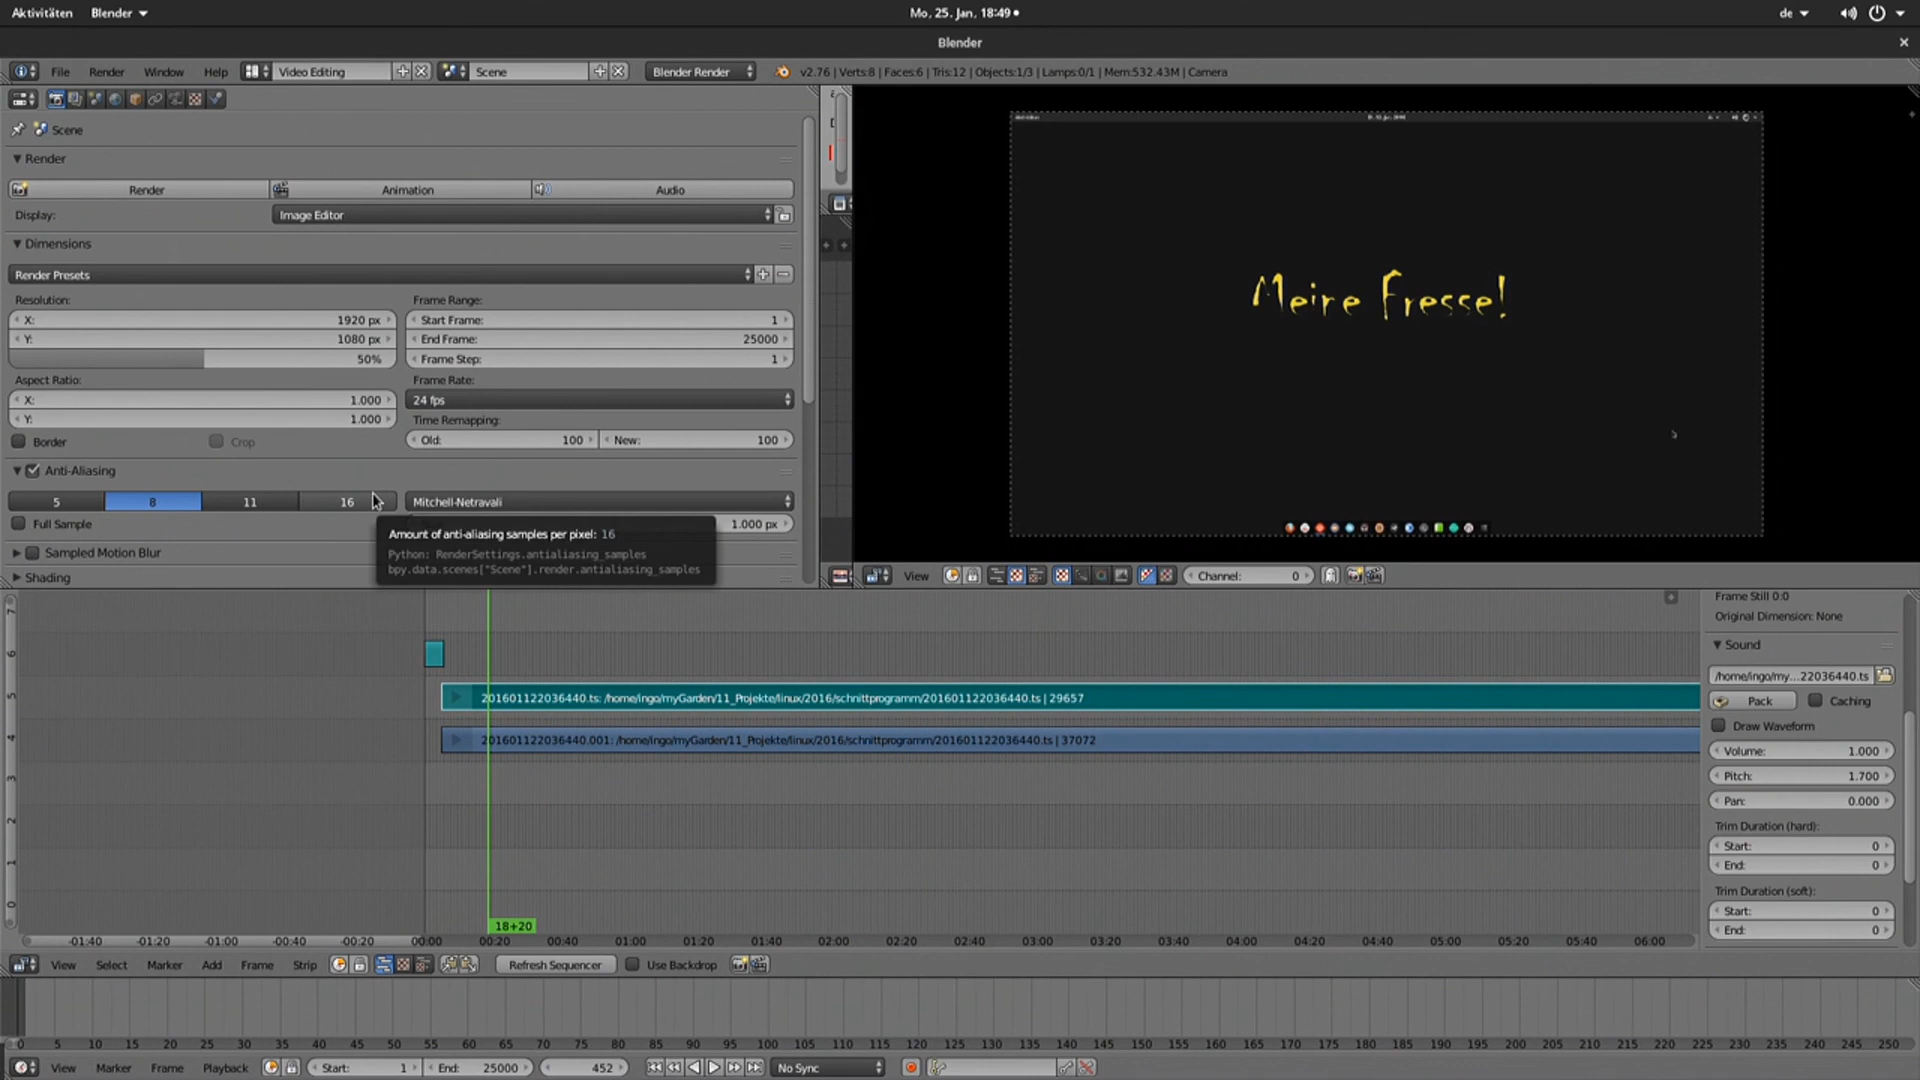 Aktivitäten Blender Mo, 25. Jan, 18:49 de
Blender
File Render Window Help Video Editing Scene Blender Render v2.76 | Verts:8 | Faces:6 | Tris:12 | Objects:1/3 | Lamps:0/1 | Mem:532.43M | Camera
Scene
Render
Render Animation Audio
Display: Image Editor
Dimensions
Render Presets
Resolution: Frame Range:
X: 1920 px Start Frame: 1
Y: 1080 px End Frame: 25000
50% Frame Step: 1
Aspect Ratio: Frame Rate:
X: 1.000 24 fps
Y: 1.000 Time Remapping:
Border Crop Old: 100 New: 100
Anti-Aliasing
5 8 11 16 Mitchell-Netravali
Full Sample 1.000 px
Amount of anti-aliasing samples per pixel: 16
Python: RenderSettings.antialiasing_samples
bpy.data.scenes["Scene"].render.antialiasing_samples
Sampled Motion Blur
Shading
Meine Fresse!
View Channel: 0
7
6
5
4
3
2
1
0
201601122036440.ts: /home/ingo/myGarden/11_Projekte/linux/2016/schnittprogramm/201601122036440.ts | 29657
201601122036440.001: /home/ingo/myGarden/11_Projekte/linux/2016/schnittprogramm/201601122036440.ts | 37072
18+20
-01:40 -01:20 -01:00 -00:40 -00:20 00:00 00:20 00:40 01:00 01:20 01:40 02:00 02:20 02:40 03:00 03:20 03:40 04:00 04:20 04:40 05:00 05:20 05:40 06:00
Frame Still 0:0
Original Dimension: None
Sound
/home/ingo/my...22036440.ts
Pack Caching
Draw Waveform
Volume: 1.000
Pitch: 1.700
Pan: 0.000
Trim Duration (hard):
Start: 0
End: 0
Trim Duration (soft):
Start: 0
End: 0
View Select Marker Add Frame Strip Refresh Sequencer Use Backdrop
0 5 10 15 20 25 30 35 40 45 50 55 60 65 70 75 80 85 90 95 100 105 110 115 120 125 130 135 140 145 150 155 160 165 170 175 180 185 190 195 200 205 210 215 220 225 230 235 240 245 250
View Marker Frame Playback Start: 1 End: 25000 452 No Sync